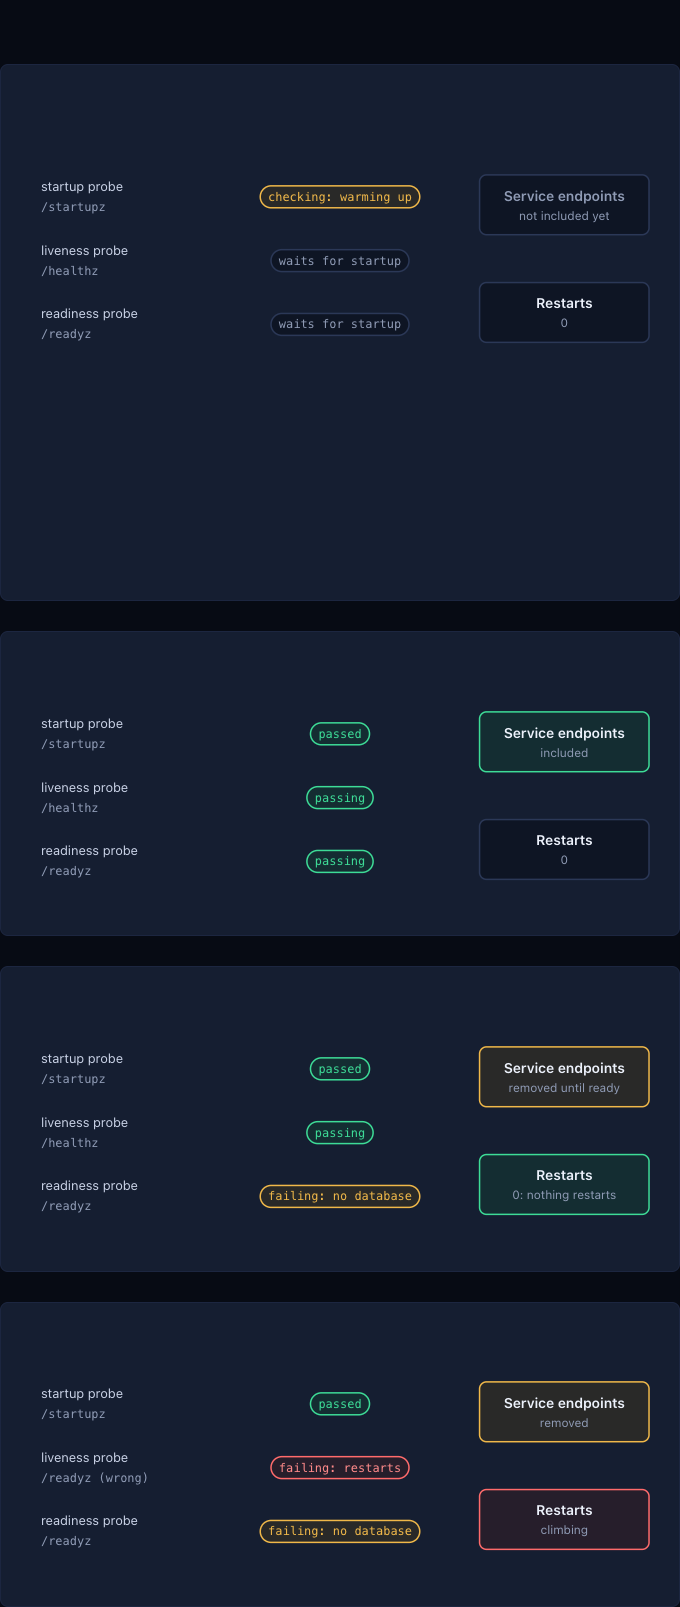 startup probe
/startupz
checking: warming up
Service endpoints
not included yet
liveness probe
/healthz
waits for startup
readiness probe
/readyz
waits for startup
Restarts
0
startup probe
/startupz
passed
Service endpoints
included
liveness probe
/healthz
passing
readiness probe
/readyz
passing
Restarts
0
startup probe
/startupz
passed
Service endpoints
removed until ready
liveness probe
/healthz
passing
readiness probe
/readyz
failing: no database
Restarts
0: nothing restarts
startup probe
/startupz
passed
Service endpoints
removed
liveness probe
/readyz (wrong)
failing: restarts
readiness probe
/readyz
failing: no database
Restarts
climbing